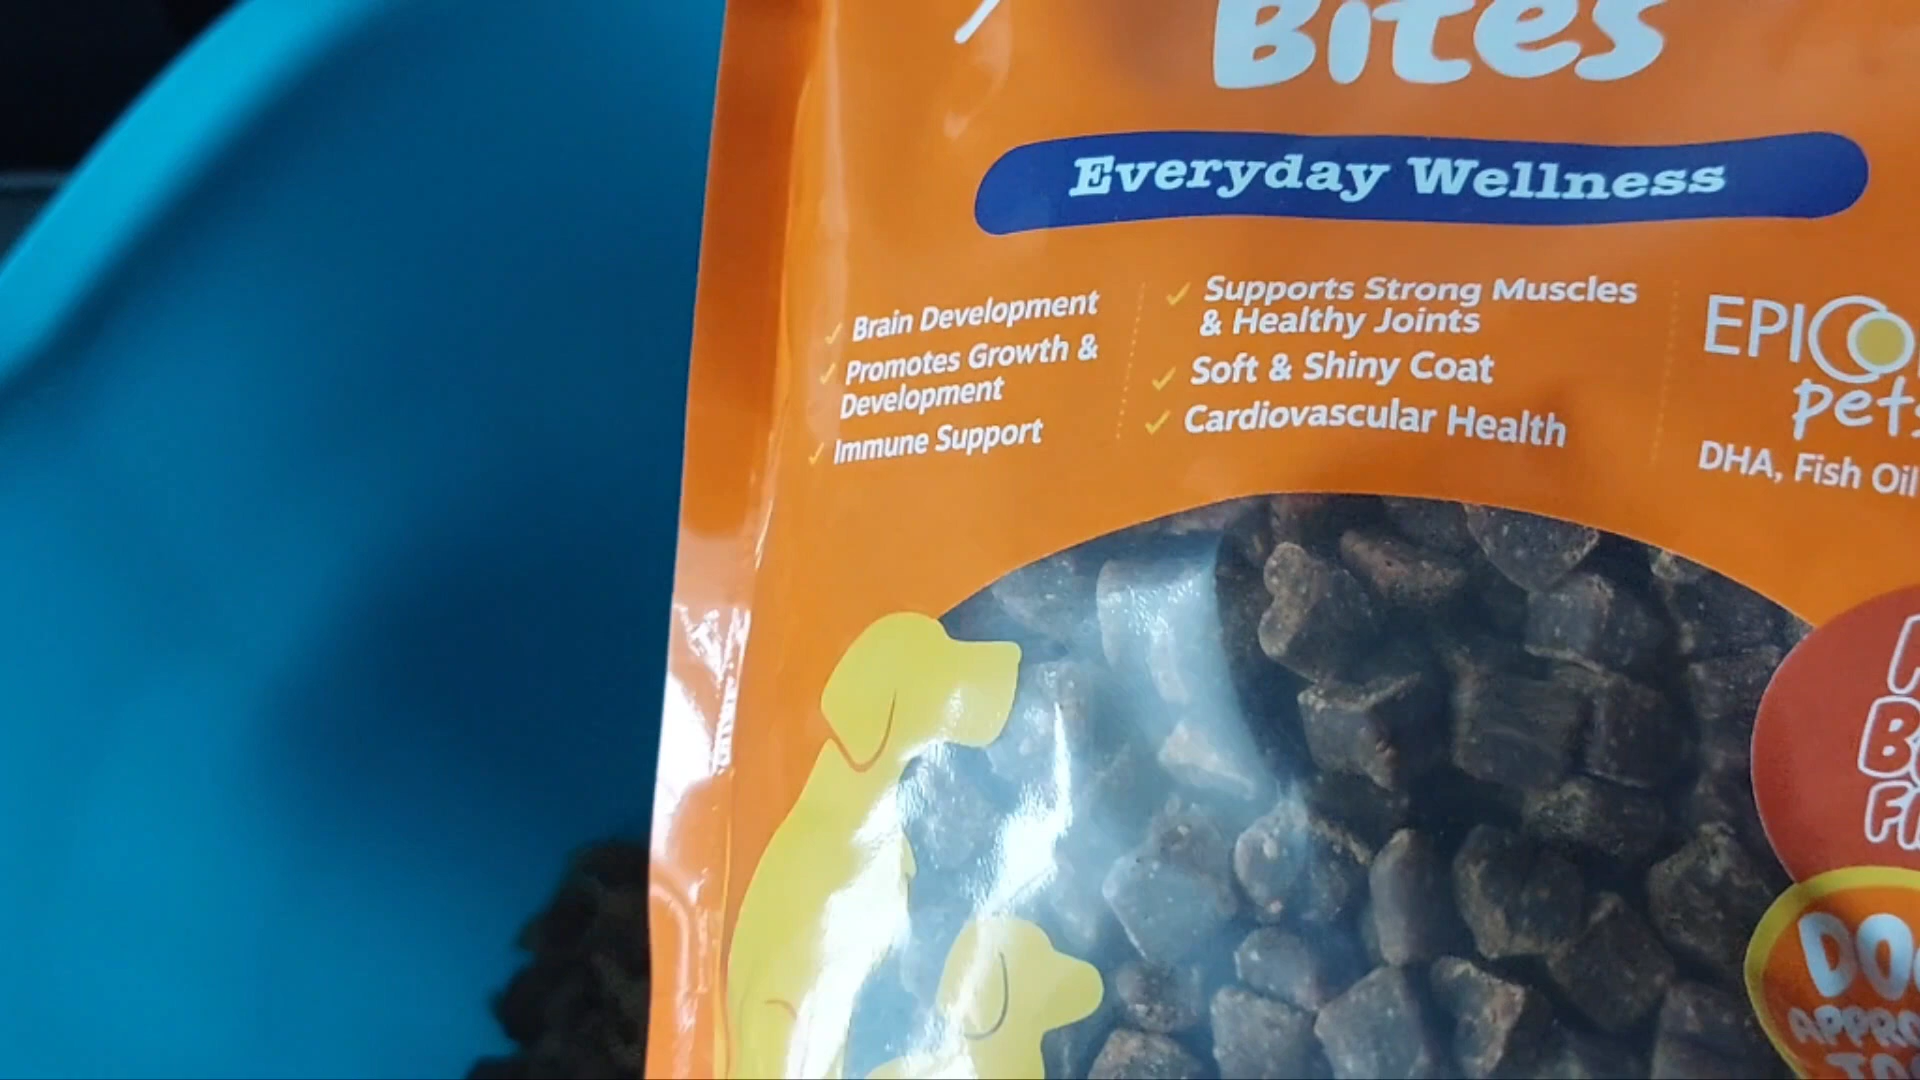 Bites
Everyday Wellness
Brain Development
Promotes Growth &
Development
Immune Support
Supports Strong Muscles
& Healthy Joints
Soft & Shiny Coat
Cardiovascular Health
pets
DHA, Fish Oil